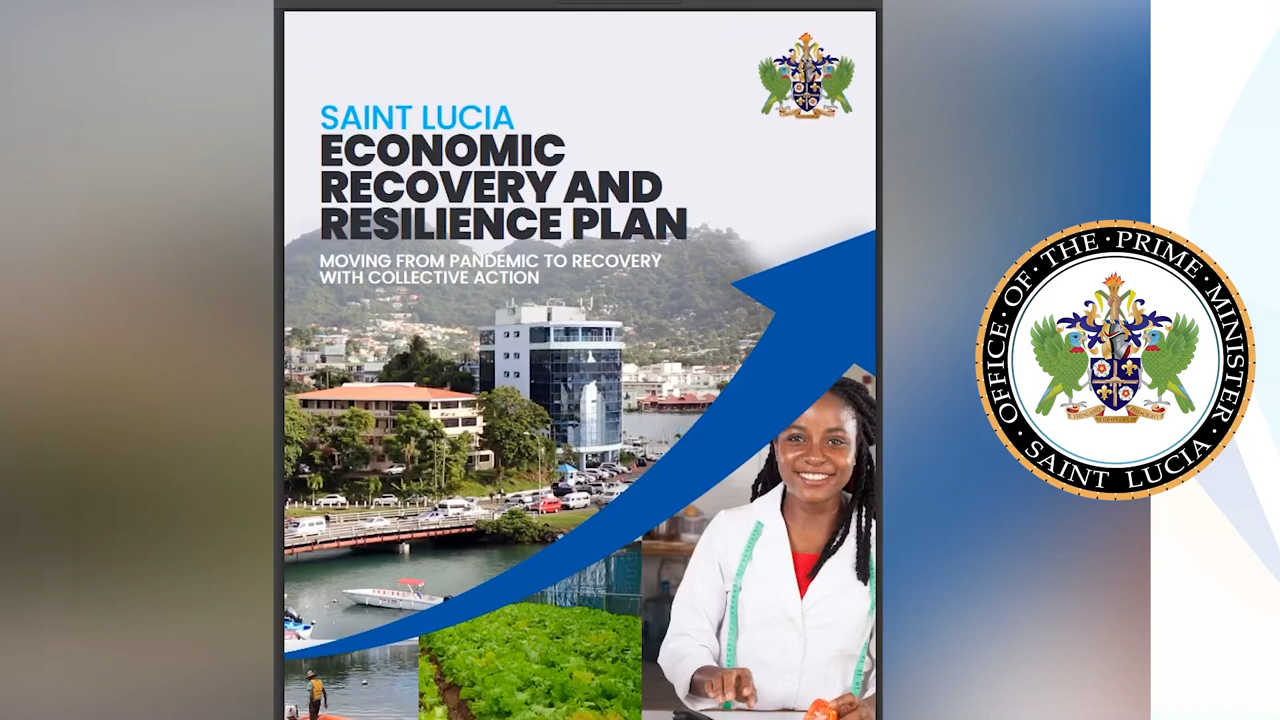 SAINT LUCIA
ECONOMIC
RECOVERY AND
RESILIENCE PLAN
MOVING FROM PANDEMIC TO RECOVERY
WITH COLLECTIVE ACTION
OFFICE · OF · THE · PRIME · MINISTER
SAINT LUCIA